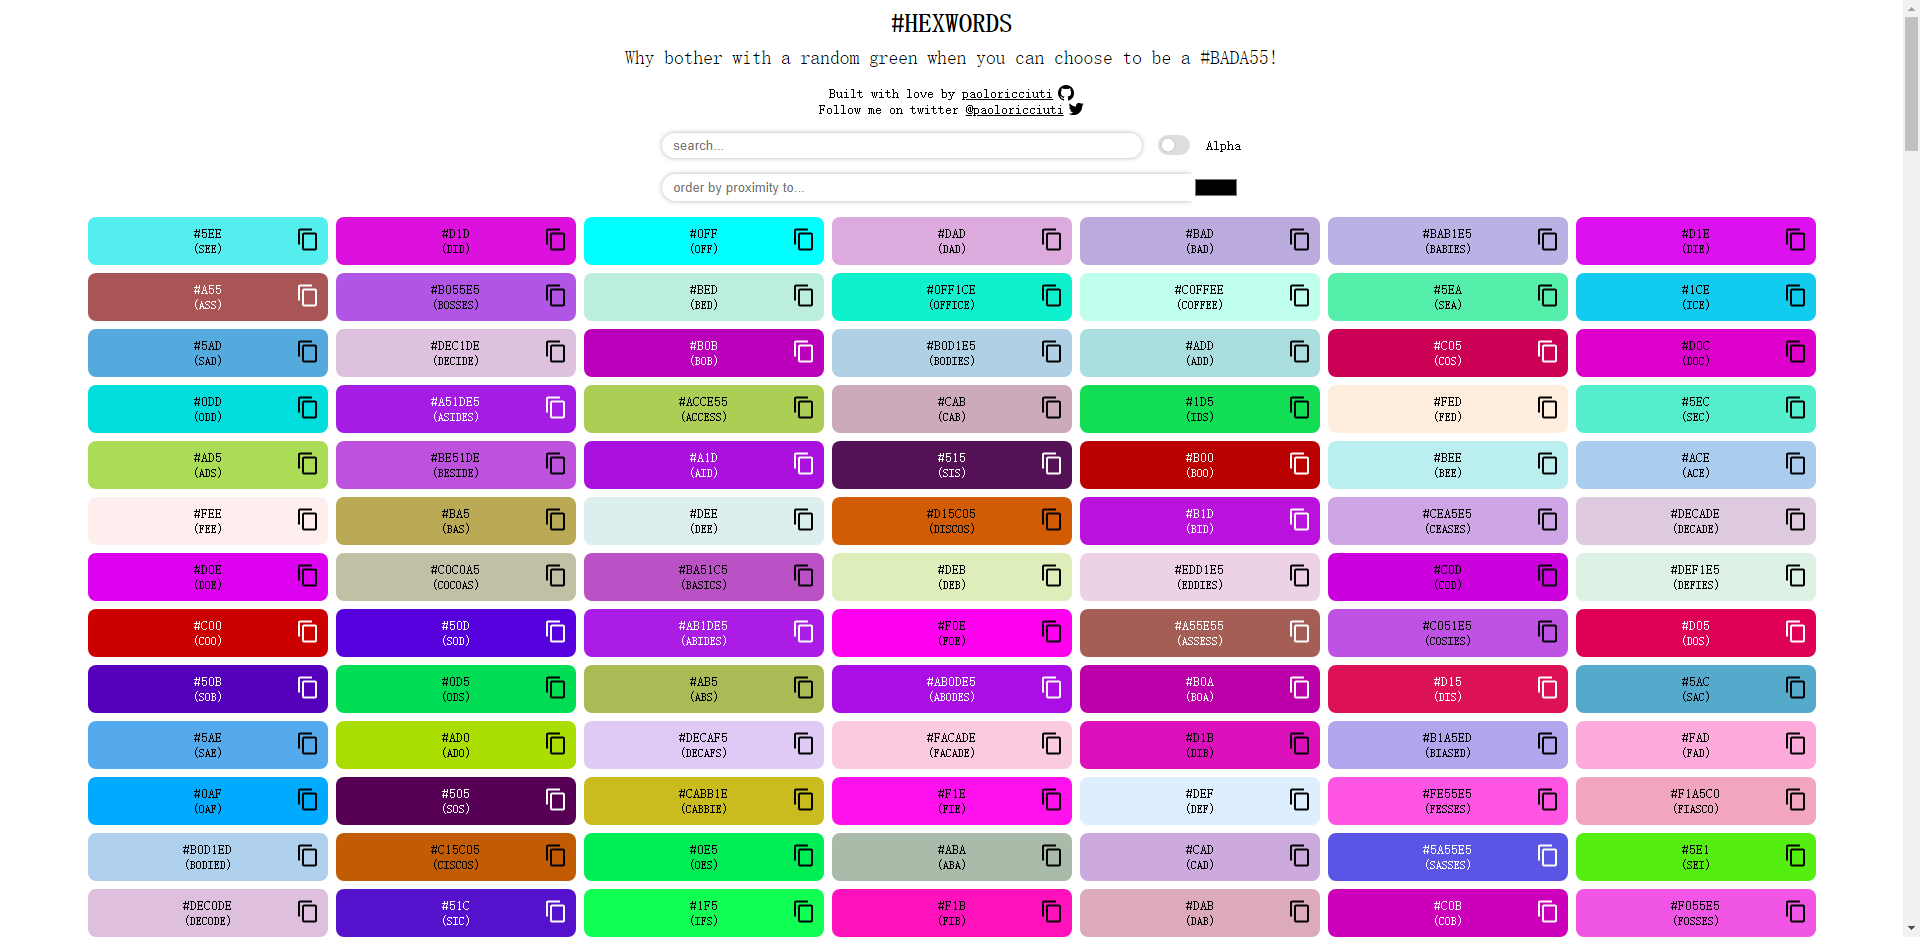 #HEXWORDS
Why bother with a random green when you can choose to be a #BADA55!
Built with love by paoloricciuti
Follow me on twitter @paoloricciuti
search...
Alpha
order by proximity to...
#5EE
(SEE)
#D1D
(DID)
#0FF
(OFF)
#DAD
(DAD)
#BAD
(BAD)
#BAB1E5
(BABIES)
#D1E
(DIE)
#A55
(ASS)
#B055E5
(BOSSES)
#BED
(BED)
#0FF1CE
(OFFICE)
#C0FFEE
(COFFEE)
#5EA
(SEA)
#1CE
(ICE)
#5AD
(SAD)
#DEC1DE
(DECIDE)
#B0B
(BOB)
#B0D1E5
(BODIES)
#ADD
(ADD)
#C05
(COS)
#D0C
(DOC)
#0DD
(ODD)
#A51DE5
(ASIDES)
#ACCE55
(ACCESS)
#CAB
(CAB)
#1D5
(IDS)
#FED
(FED)
#5EC
(SEC)
#AD5
(ADS)
#BE51DE
(BESIDE)
#A1D
(AID)
#515
(SIS)
#B00
(BOO)
#BEE
(BEE)
#ACE
(ACE)
#FEE
(FEE)
#BA5
(BAS)
#DEE
(DEE)
#D15C05
(DISCOS)
#B1D
(BID)
#CEA5E5
(CEASES)
#DECADE
(DECADE)
#D0E
(DOE)
#C0C0A5
(COCOAS)
#BA51C5
(BASICS)
#DEB
(DEB)
#EDD1E5
(EDDIES)
#C0D
(COD)
#DEF1E5
(DEFIES)
#C00
(COO)
#50D
(SOD)
#AB1DE5
(ABIDES)
#F0E
(FOE)
#A55E55
(ASSESS)
#C051E5
(COSIES)
#D05
(DOS)
#50B
(SOB)
#0D5
(ODS)
#AB5
(ABS)
#AB0DE5
(ABODES)
#B0A
(BOA)
#D15
(DIS)
#5AC
(SAC)
#5AE
(SAE)
#AD0
(ADO)
#DECAF5
(DECAFS)
#FACADE
(FACADE)
#D1B
(DIB)
#B1A5ED
(BIASED)
#FAD
(FAD)
#0AF
(OAF)
#505
(SOS)
#CABB1E
(CABBIE)
#F1E
(FIE)
#DEF
(DEF)
#FE55E5
(FESSES)
#F1A5C0
(FIASCO)
#B0D1ED
(BODIED)
#C15C05
(CISCOS)
#0E5
(OES)
#ABA
(ABA)
#CAD
(CAD)
#5A55E5
(SASSES)
#5E1
(SEI)
#DEC0DE
(DECODE)
#51C
(SIC)
#1F5
(IFS)
#F1B
(FIB)
#DAB
(DAB)
#C0B
(COB)
#F055E5
(FOSSES)